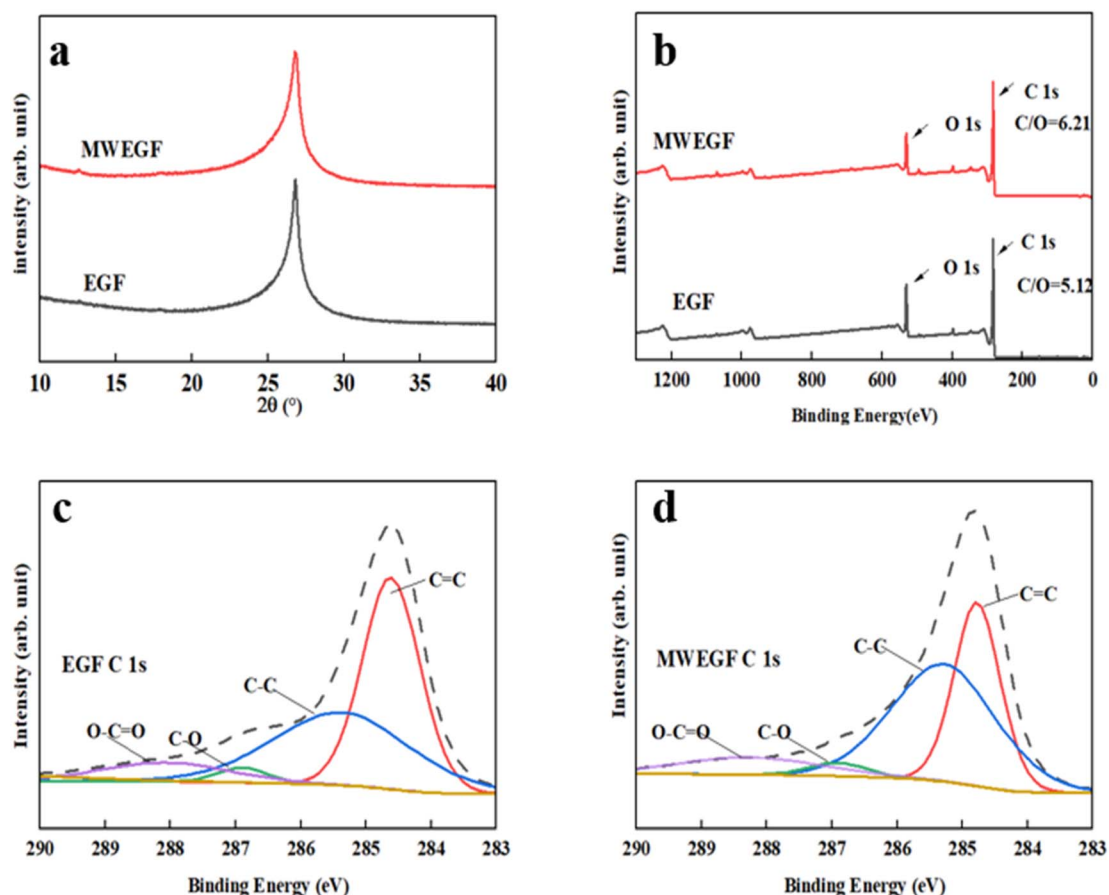 a
intensity (arb. unit)
MWEGF
EGF
10 15 20 25 30 35 40
2θ (°)
b
Intensity (arb. unit)
C 1s
C/O=6.21
O 1s
MWEGF
C 1s
O 1s
C/O=5.12
EGF
1200 1000 800 600 400 200 0
Binding Energy(eV)
c
Intensity (arb. unit)
C=C
EGF C 1s
C-C
O-C=O
C-O
290 289 288 287 286 285 284 283
Binding Energy (eV)
d
Intensity (arb. unit)
C=C
C-C
MWEGF C 1s
O-C=O
C-O
290 289 288 287 286 285 284 283
Binding Energy (eV)